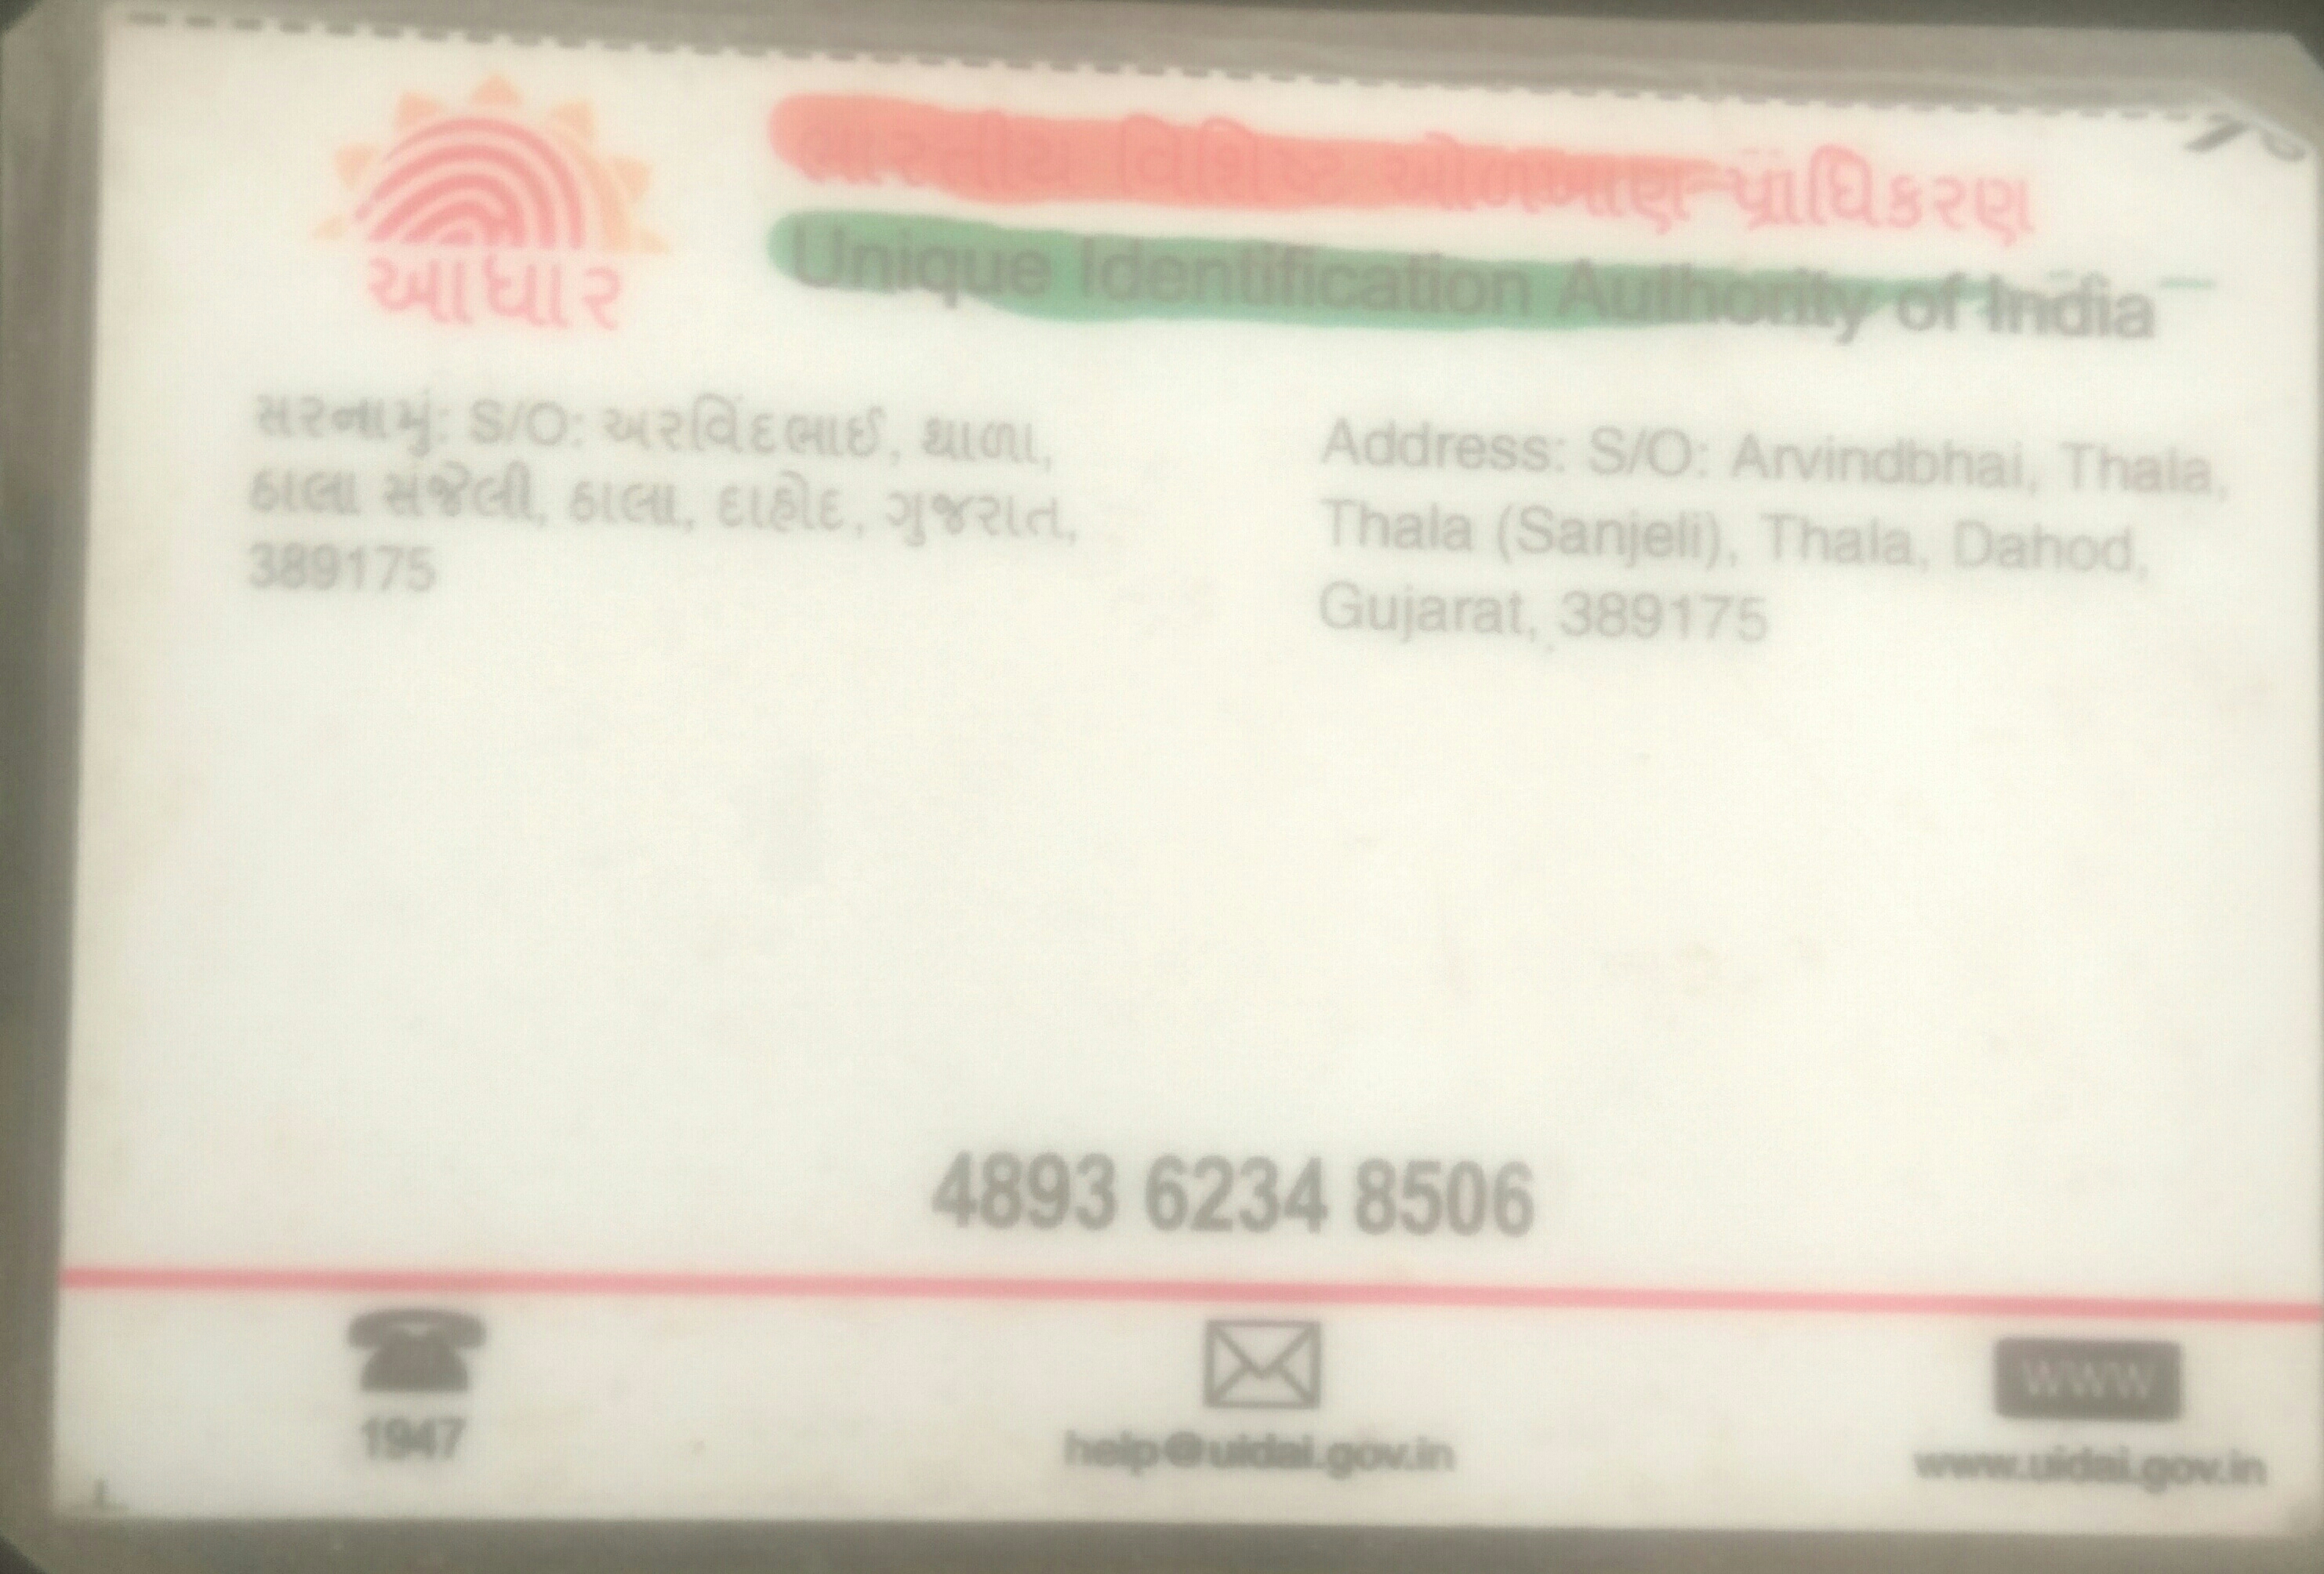 આધાર
ભારતીય વિશિષ્ટ ઓળખાણ પ્રાધિકરણ
Unique Identification Authority of India
સરનામું: S/O: અરવિંદભાઈ, થાળા,
ઠાલા સંજેલી, ઠાલા, દાહોદ, ગુજરાત,
389175
Address: S/O: Arvindbhai, Thala,
Thala (Sanjeli), Thala, Dahod,
Gujarat, 389175
4893 6234 8506
1947
help@uidai.gov.in
WWW
www.uidai.gov.in